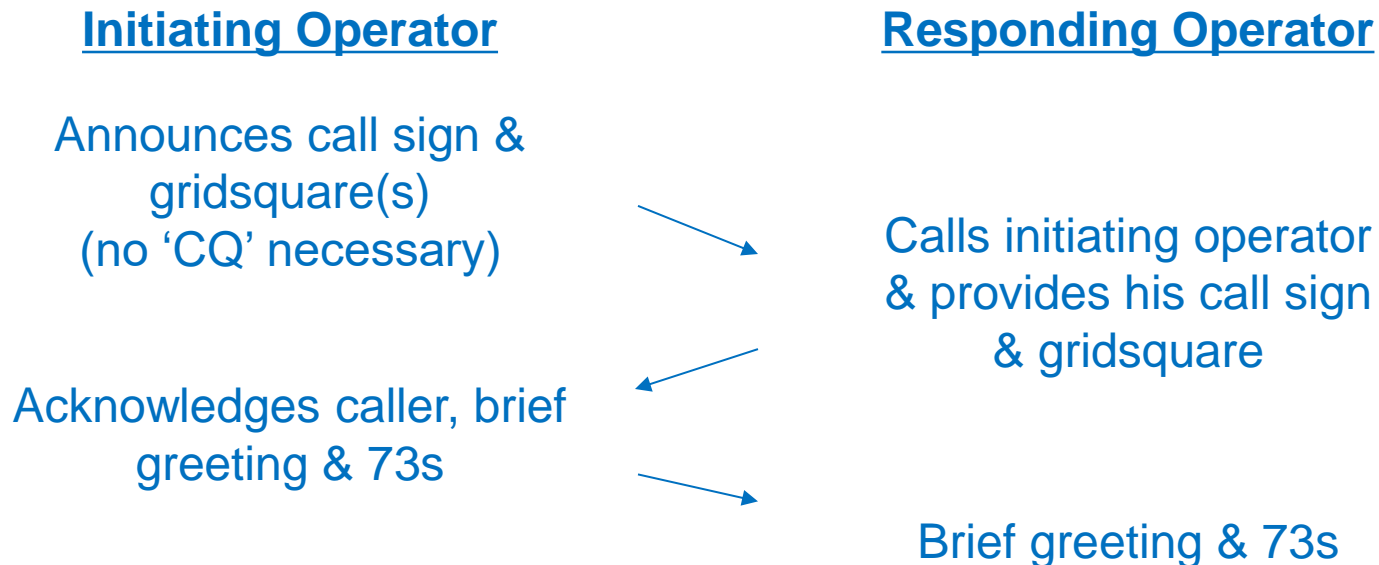 Initiating Operator
Responding Operator
Announces call sign &
gridsquare(s)
(no ‘CQ’ necessary)
Calls initiating operator
& provides his call sign
& gridsquare
Acknowledges caller, brief
greeting & 73s
Brief greeting & 73s